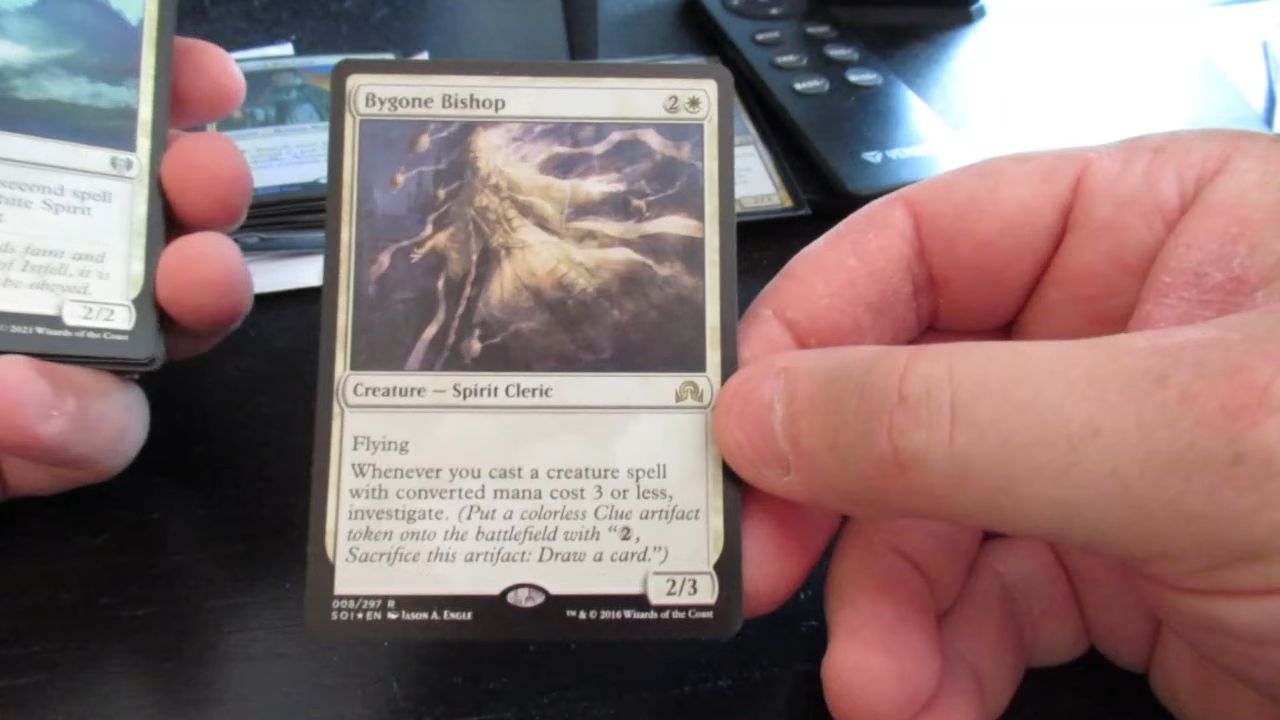 Bygone Bishop
2
Creature — Spirit Cleric
Flying
Whenever you cast a creature spell
with converted mana cost 3 or less,
investigate. (Put a colorless Clue artifact
token onto the battlefield with “2,
Sacrifice this artifact: Draw a card.”)
2/3
008/297 R
SOI★EN Jason A. Engle
™ & © 2016 Wizards of the Coast
second spell
Spirit
and
be obeyed.
2/2
© 2021 Wizards of the Coast